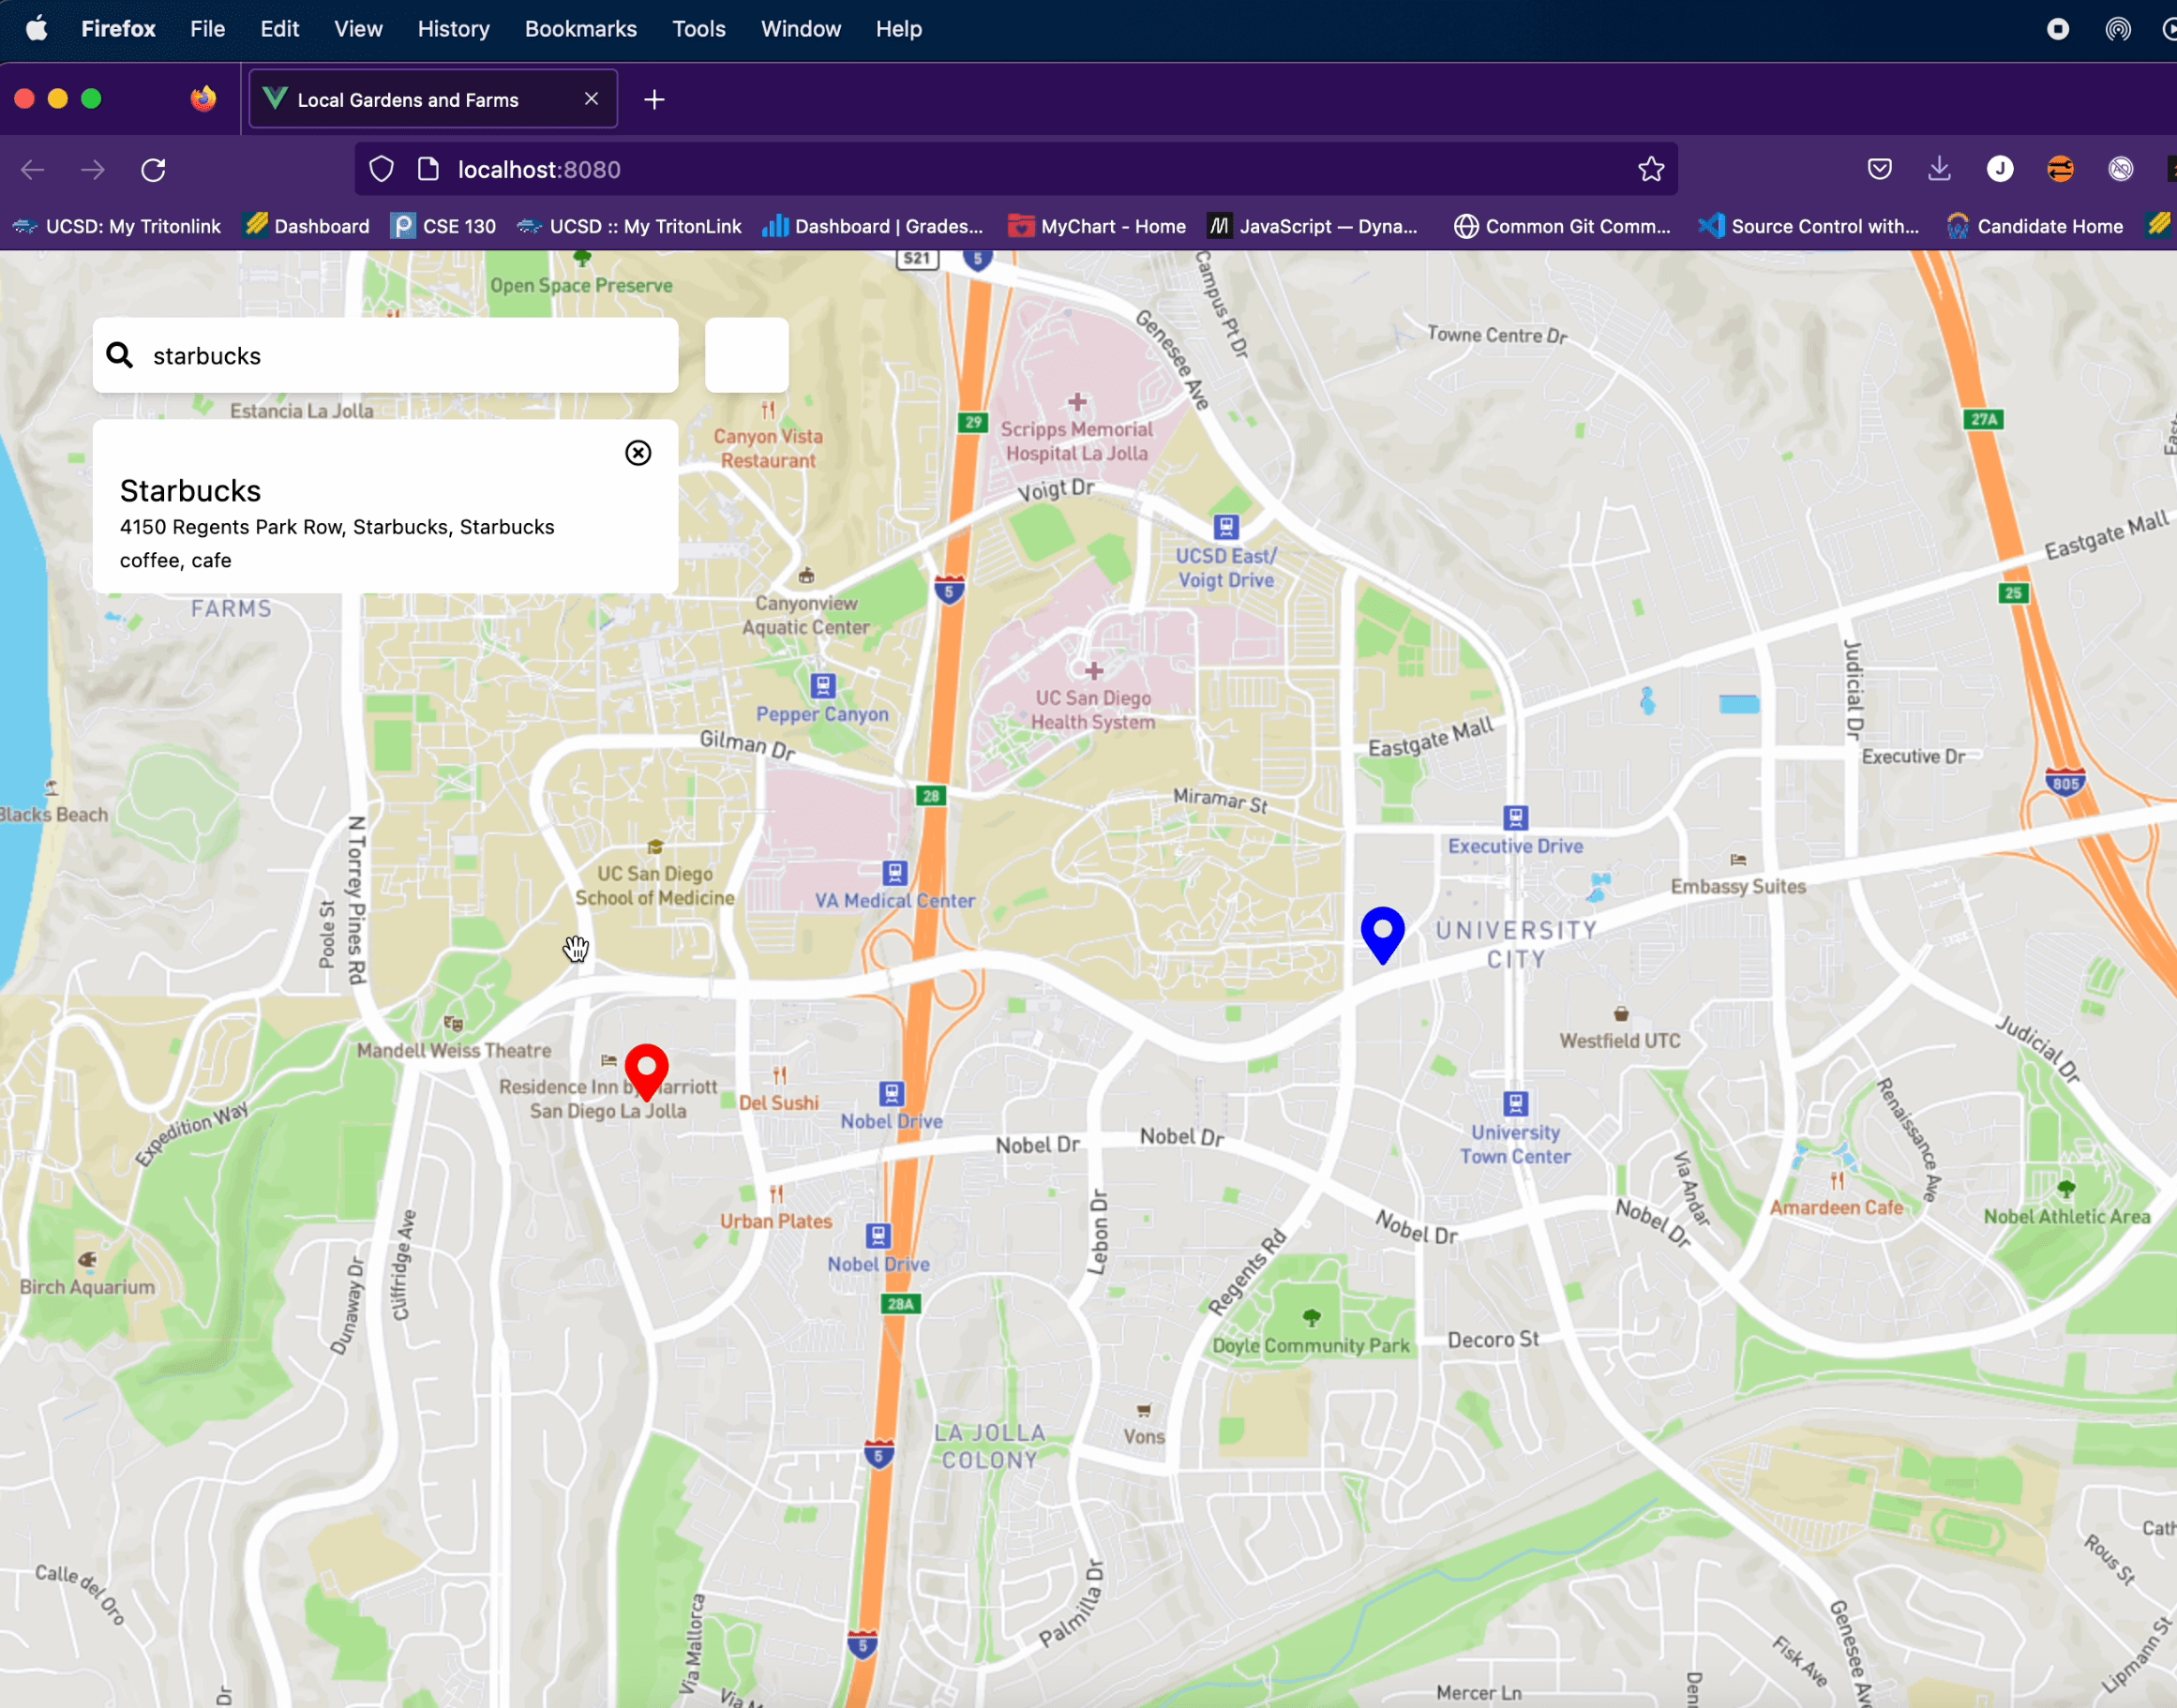 Firefox File Edit View History Bookmarks Tools Window Help
Local Gardens and Farms
localhost:8080
J
UCSD: My Tritonlink Dashboard CSE 130 UCSD :: My TritonLink Dashboard | Grades... MyChart - Home JavaScript — Dyna... Common Git Comm... Source Control with... Candidate Home
S21
5
Open Space Preserve
Campus Pt Dr
Genesee Ave
Towne Centre Dr
starbucks
Estancia La Jolla
Canyon Vista
Restaurant
29
Scripps Memorial
Hospital La Jolla
27A
Starbucks
4150 Regents Park Row, Starbucks, Starbucks
coffee, cafe
Voigt Dr
UCSD East/
Voigt Drive
Eastgate Mall
FARMS
Canyonview
Aquatic Center
5
25
Pepper Canyon
UC San Diego
Health System
Judicial Dr
Gilman Dr
Eastgate Mall
Executive Dr
805
28
Miramar St
Blacks Beach
Executive Drive
N Torrey Pines Rd
Poole St
UC San Diego
School of Medicine
VA Medical Center
Embassy Suites
UNIVERSITY
CITY
Westfield UTC
Judicial Dr
Mandell Weiss Theatre
Residence Inn by Marriott
San Diego La Jolla
Del Sushi
Nobel Drive
Expedition Way
Nobel Dr
Nobel Dr
University
Town Center
Via Andar
Renaissance Ave
Urban Plates
Nobel Drive
Lebon Dr
Regents Rd
Nobel Dr
Nobel Dr
Amardeen Cafe
Nobel Athletic Area
Birch Aquarium
Dunaway Dr
Cliffridge Ave
28A
Doyle Community Park
Decoro St
LA JOLLA
COLONY
Vons
5
Calle del Oro
Via Mallorca
5
Palmilla Dr
Genesee Ave
Fisk Ave
Rous St
Lipmann St
Mercer Ln
Dr